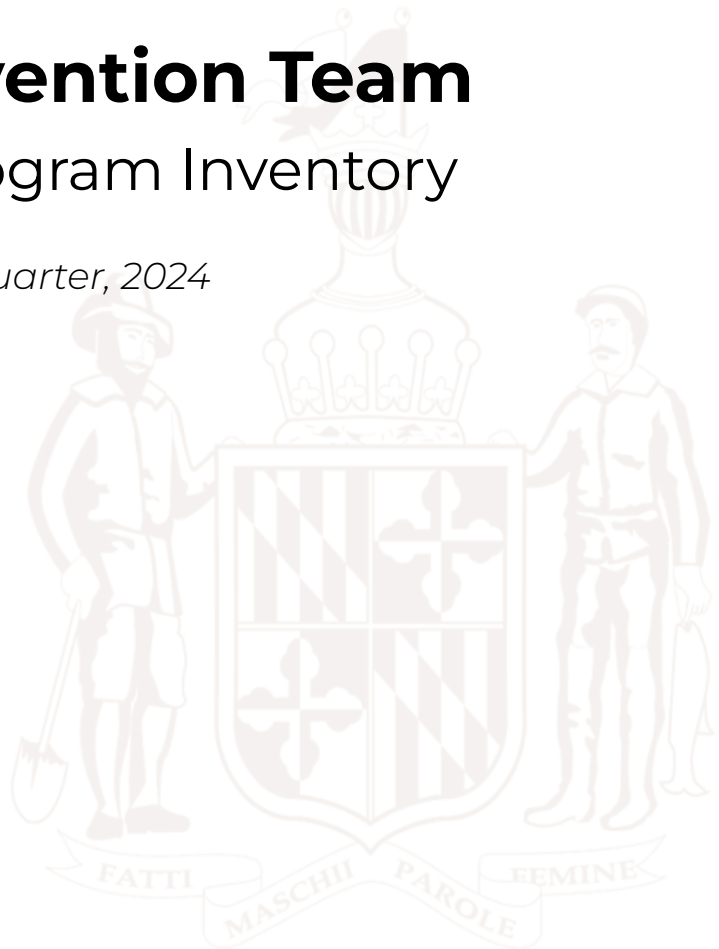 vention Team
ogram Inventory
uarter, 2024
FATTI MASCHII PAROLE FEMINE